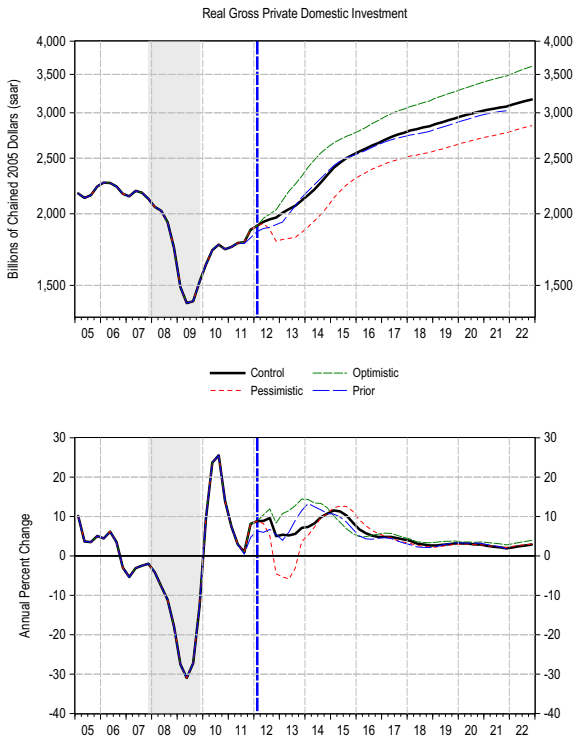 Real Gross Private Domestic Investment
4,000 4,000
3,500 3,500
3,000 3,000
2,500 2,500
2,000 2,000
1,500 1,500
Billions of Chained 2005 Dollars (saar)
05 06 07 08 09 10 11 12 13 14 15 16 17 18 19 20 21 22
Control Optimistic
Pessimistic Prior
30 30
20 20
10 10
0 0
-10 -10
-20 -20
-30 -30
-40 -40
Annual Percent Change
05 06 07 08 09 10 11 12 13 14 15 16 17 18 19 20 21 22